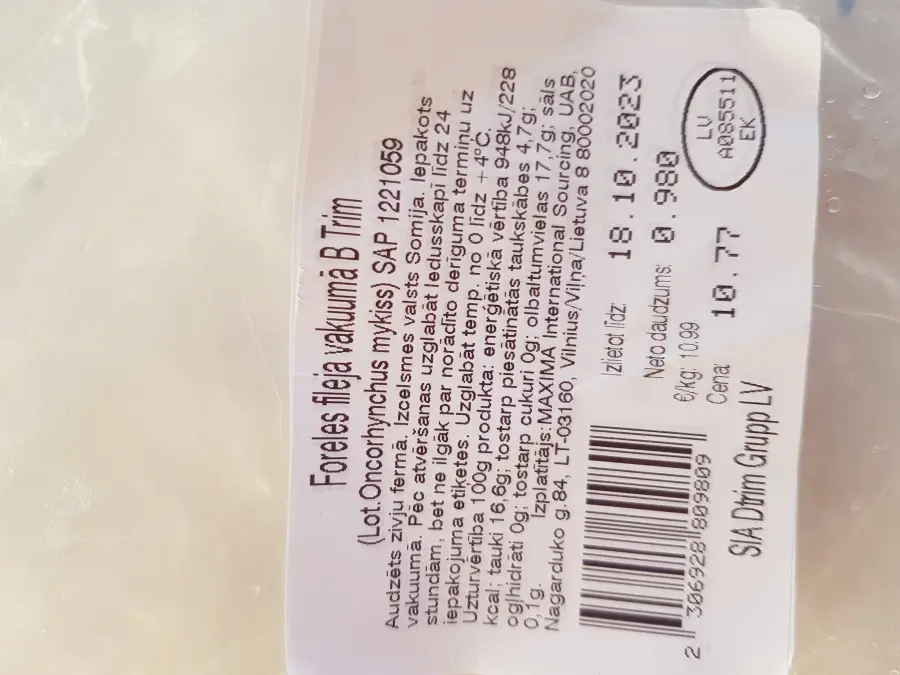 Foreles fileja vakuumā B Trim
(Lot.Oncorhynchus mykiss) SAP 1221059
Audzēts zivju fermā. Izcelsmes valsts Somija. Iepakots
vakuumā. Pēc atvēršanas uzglabāt ledusskapī līdz 24
stundām, bet ne ilgāk par norādīto derīguma termiņu uz
iepakojuma etiķetes. Uzglabāt temp. no 0 līdz +4°C.
Uzturvērtība 100g produkta: enerģētiskā vērtība 948kJ/228
kcal; tauki 16,6g; tostarp piesātinātās taukskābes 4,7g;
ogļhidrāti 0g; tostarp cukuri 0g; olbaltumvielas 17,7g; sāls
0,1g. Izplatītājs:MAXIMA International Sourcing, UAB,
Nagarduko g.84, LT-03160, Vilnius/Viļņa/Lietuva 8 80002020
Izlietot līdz: 18.10.2023
Neto daudzums: 0.980
€/kg: 10.99
Cena: 10.77
LV
A085511
EK
2 306928 809809
SIA Dtrim Grupp LV